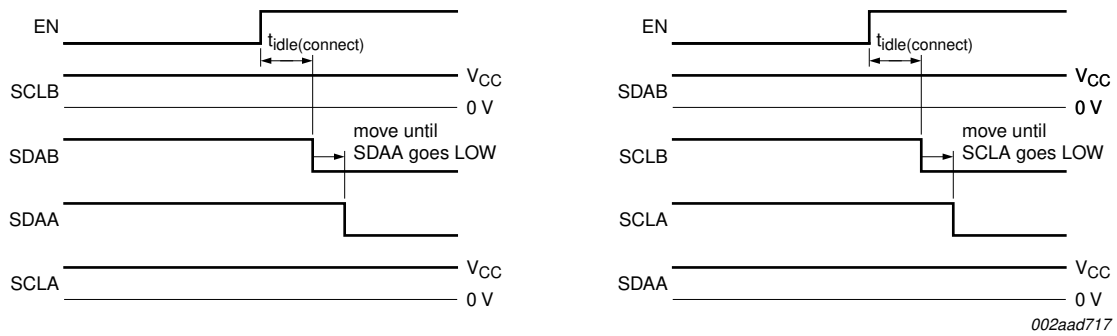 EN
t_idle(connect)
SCLB
V_CC
0 V
SDAB
move until
SDAA goes LOW
SDAA
SCLA
V_CC
0 V
EN
t_idle(connect)
SDAB
V_CC
0 V
SCLB
move until
SCLA goes LOW
SCLA
SDAA
V_CC
0 V
002aad717